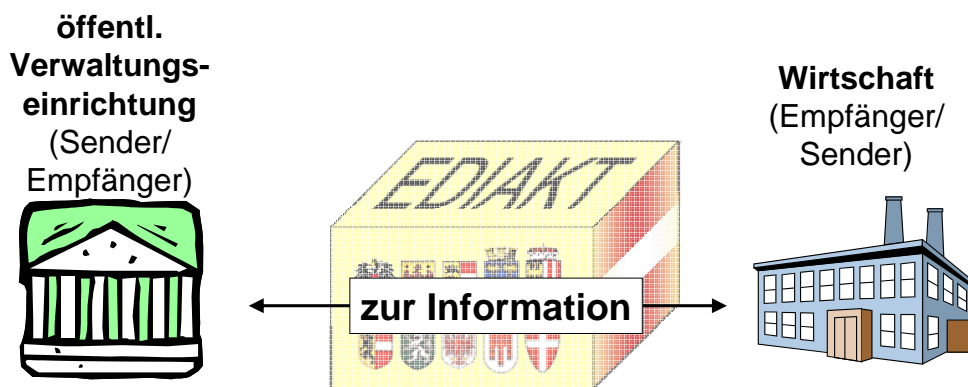 öffentl.
Verwaltungs-
einrichtung
(Sender/
Empfänger)
Wirtschaft
(Empfänger/
Sender)
EDIAKT
zur Information